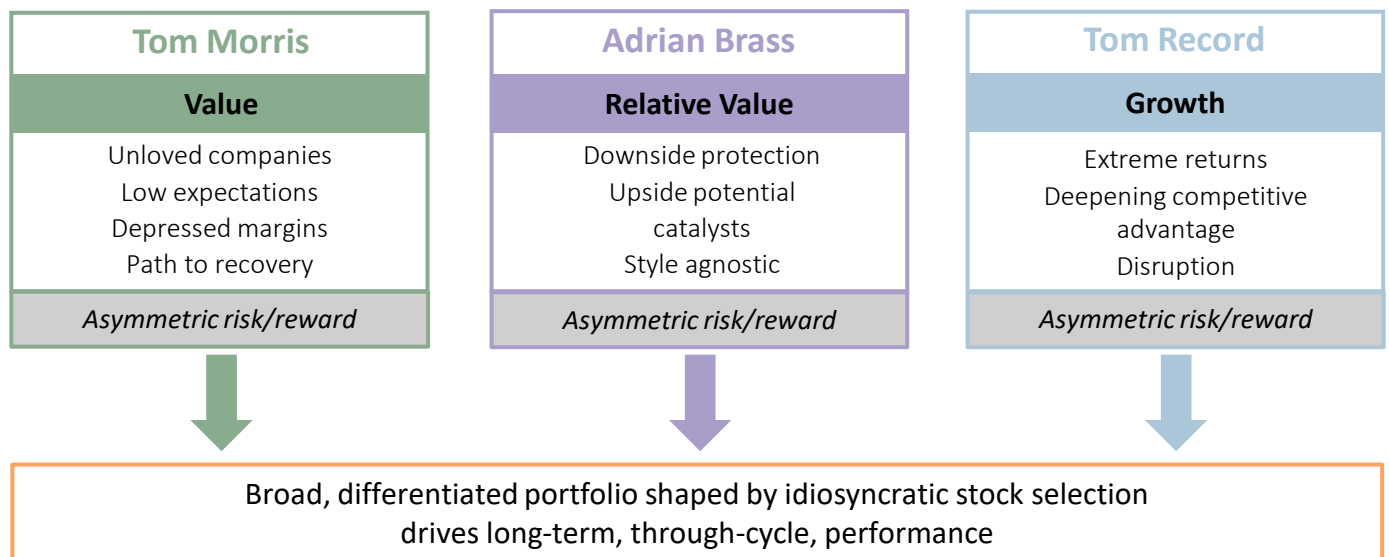 Tom Morris
Value
Unloved companies
Low expectations
Depressed margins
Path to recovery
Asymmetric risk/reward
Adrian Brass
Relative Value
Downside protection
Upside potential
catalysts
Style agnostic
Asymmetric risk/reward
Tom Record
Growth
Extreme returns
Deepening competitive
advantage
Disruption
Asymmetric risk/reward
Broad, differentiated portfolio shaped by idiosyncratic stock selection
drives long-term, through-cycle, performance